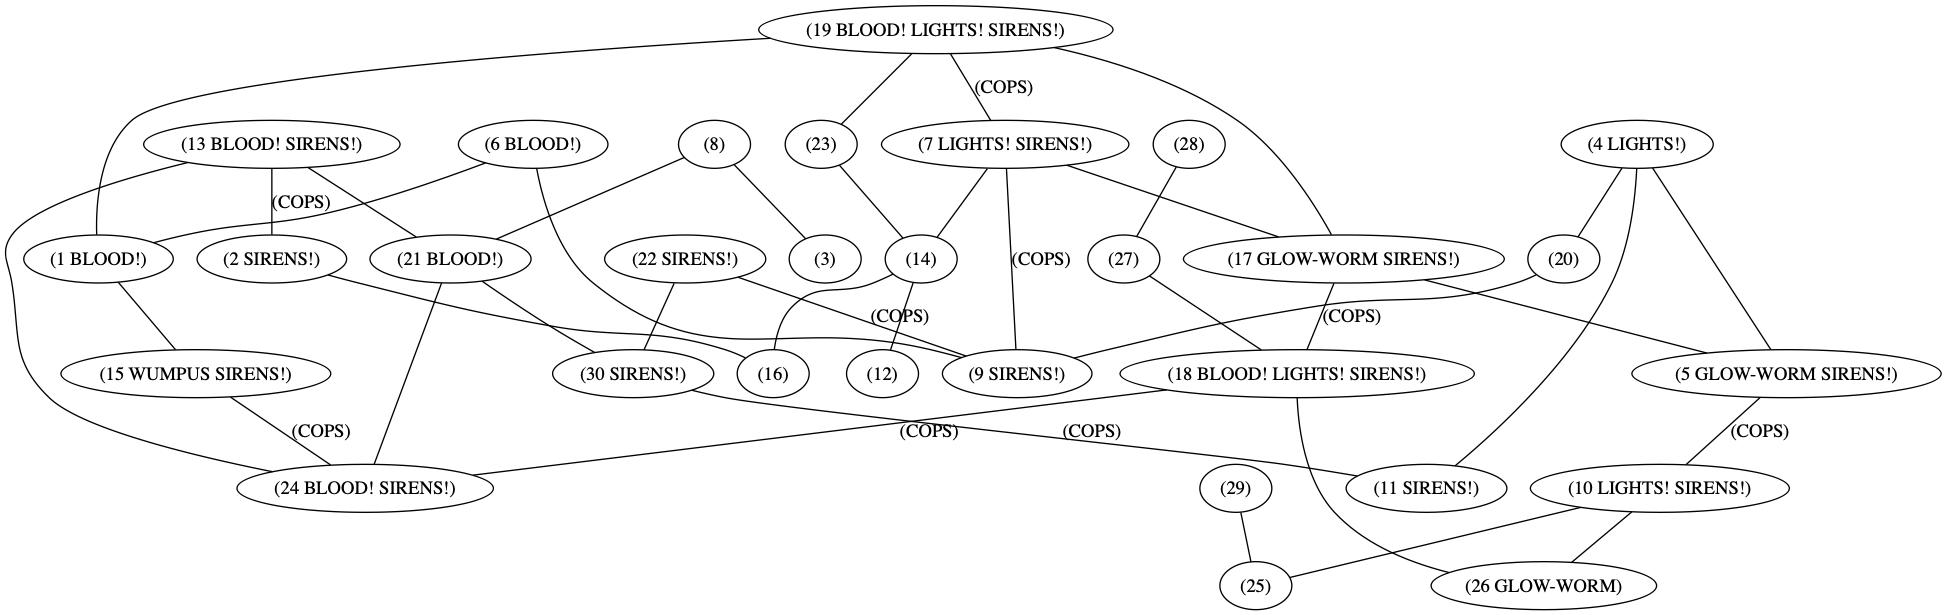 (19 BLOOD! LIGHTS! SIRENS!)
(COPS)
(13 BLOOD! SIRENS!)
(6 BLOOD!)
(8)
(23)
(7 LIGHTS! SIRENS!)
(28)
(4 LIGHTS!)
(COPS)
(1 BLOOD!)
(2 SIRENS!)
(21 BLOOD!)
(22 SIRENS!)
(3)
(14)
(COPS)
(27)
(17 GLOW-WORM SIRENS!)
(20)
(COPS)
(COPS)
(15 WUMPUS SIRENS!)
(30 SIRENS!)
(16)
(12)
(9 SIRENS!)
(18 BLOOD! LIGHTS! SIRENS!)
(5 GLOW-WORM SIRENS!)
(COPS)
(COPS)
(COPS)
(COPS)
(24 BLOOD! SIRENS!)
(29)
(11 SIRENS!)
(10 LIGHTS! SIRENS!)
(25)
(26 GLOW-WORM)